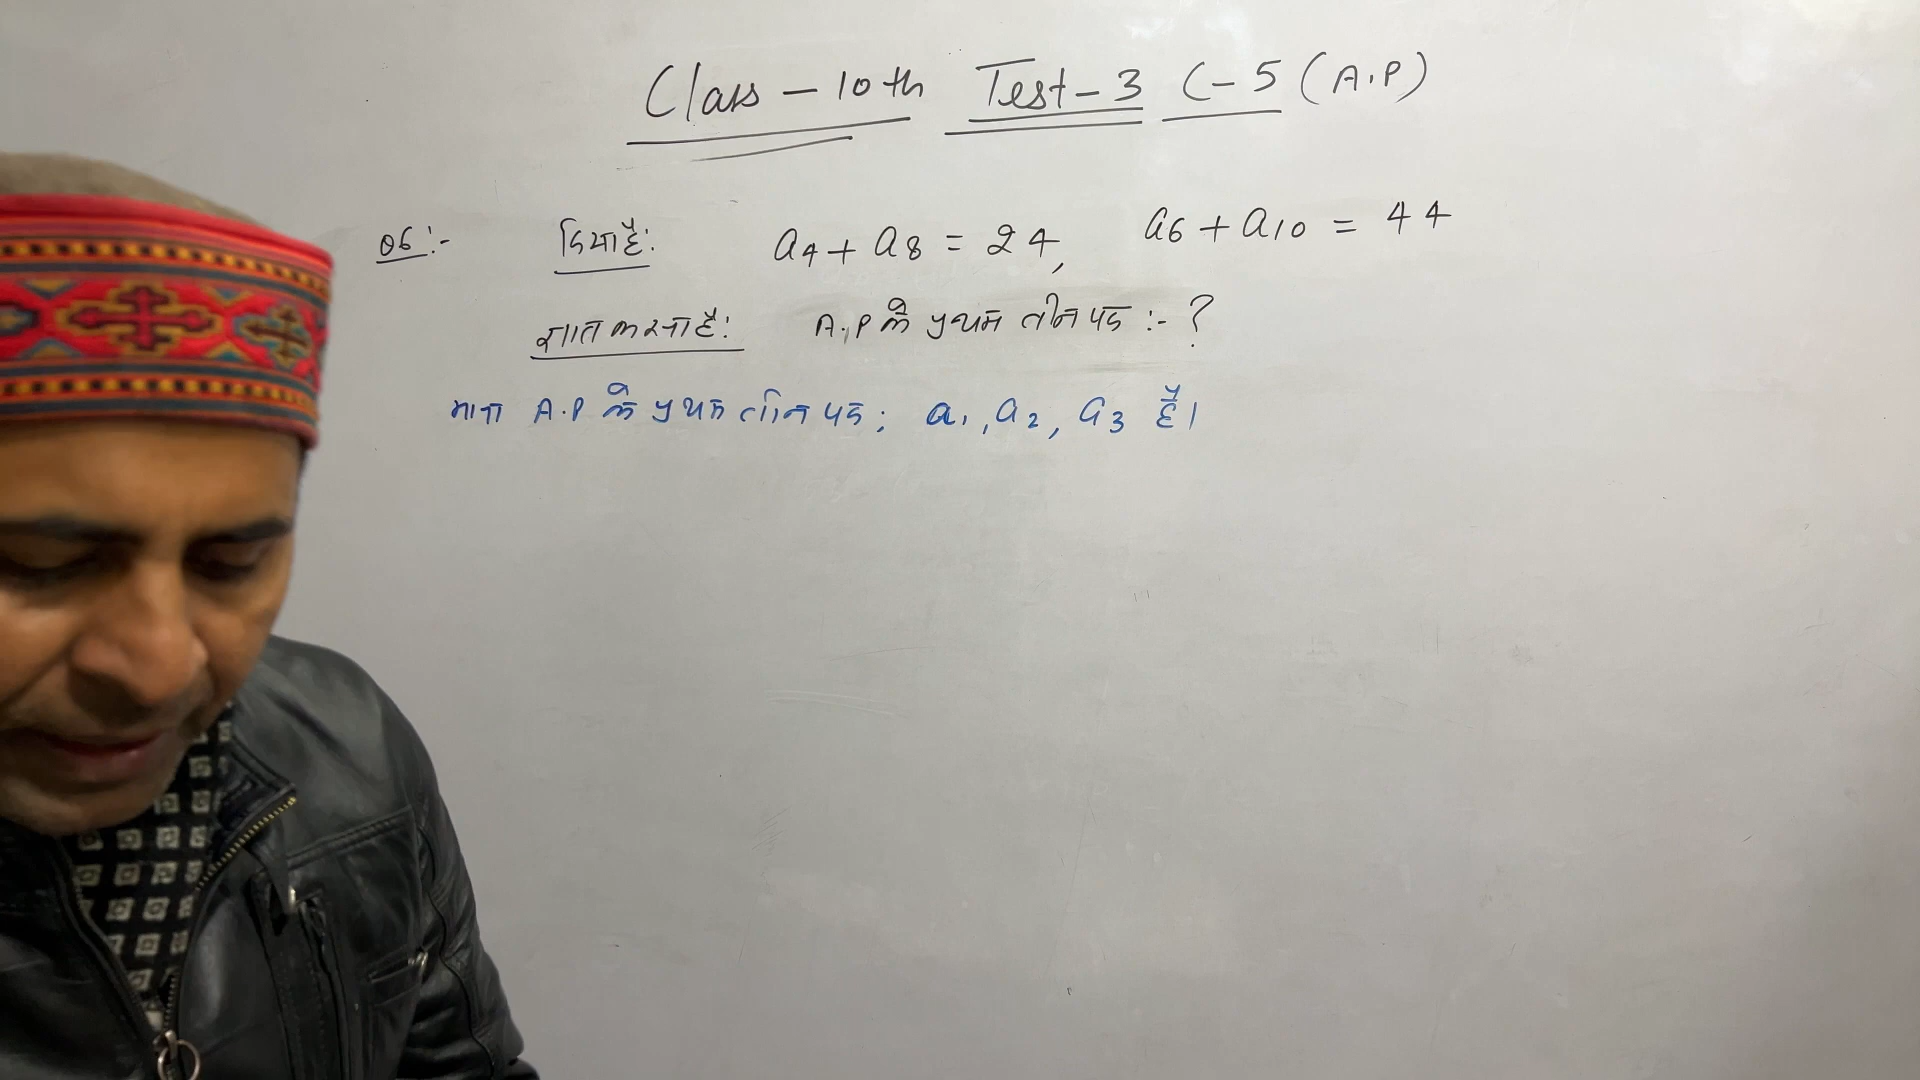 Class – 10th Test – 3 C – 5 (A.P)
06:- दिया है: a4 + a8 = 24, a6 + a10 = 44
ज्ञात करना है: A.P के प्रथम तीन पद :- ?
माना A.P के प्रथम तीन पद; a1, a2, a3 है।